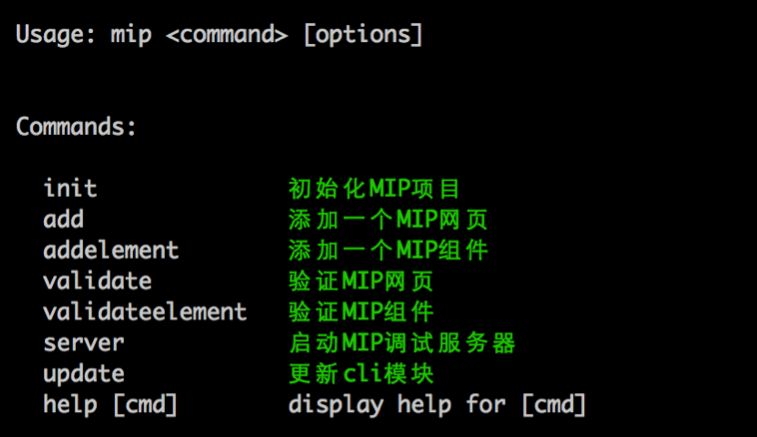 Usage: mip <command> [options]
Commands:
init 初始化MIP项目
add 添加一个MIP网页
addelement 添加一个MIP组件
validate 验证MIP网页
validateelement 验证MIP组件
server 启动MIP调试服务器
update 更新cli模块
help [cmd] display help for [cmd]